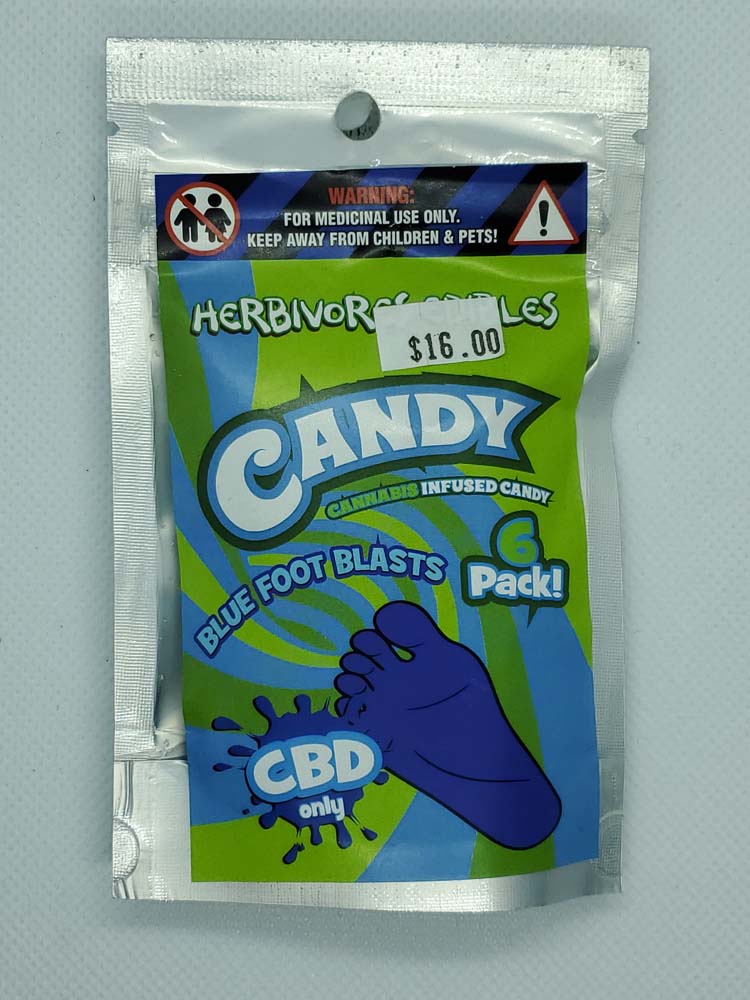 WARNING:
FOR MEDICINAL USE ONLY.
KEEP AWAY FROM CHILDREN & PETS!
$16.00
CANDY
CANNABIS INFUSED CANDY
6
Pack!
BLUE FOOT BLASTS
CBD
only